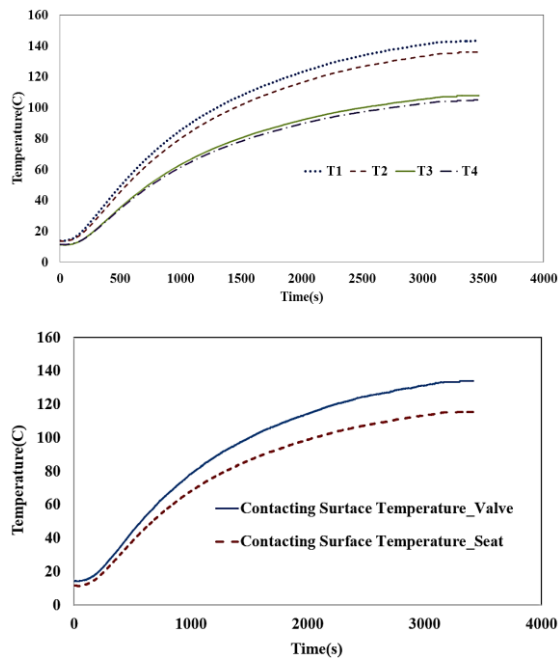 160
140
120
100
80
60
40
20
0
Temperature(C)
T1 T2 T3 T4
0 500 1000 1500 2000 2500 3000 3500 4000
Time(s)
160
140
120
100
80
60
40
20
0
Temperature(C)
Contacting Surtace Temperature_Valve
Contacting Surface Temperature_Seat
0 1000 2000 3000 4000
Time(s)